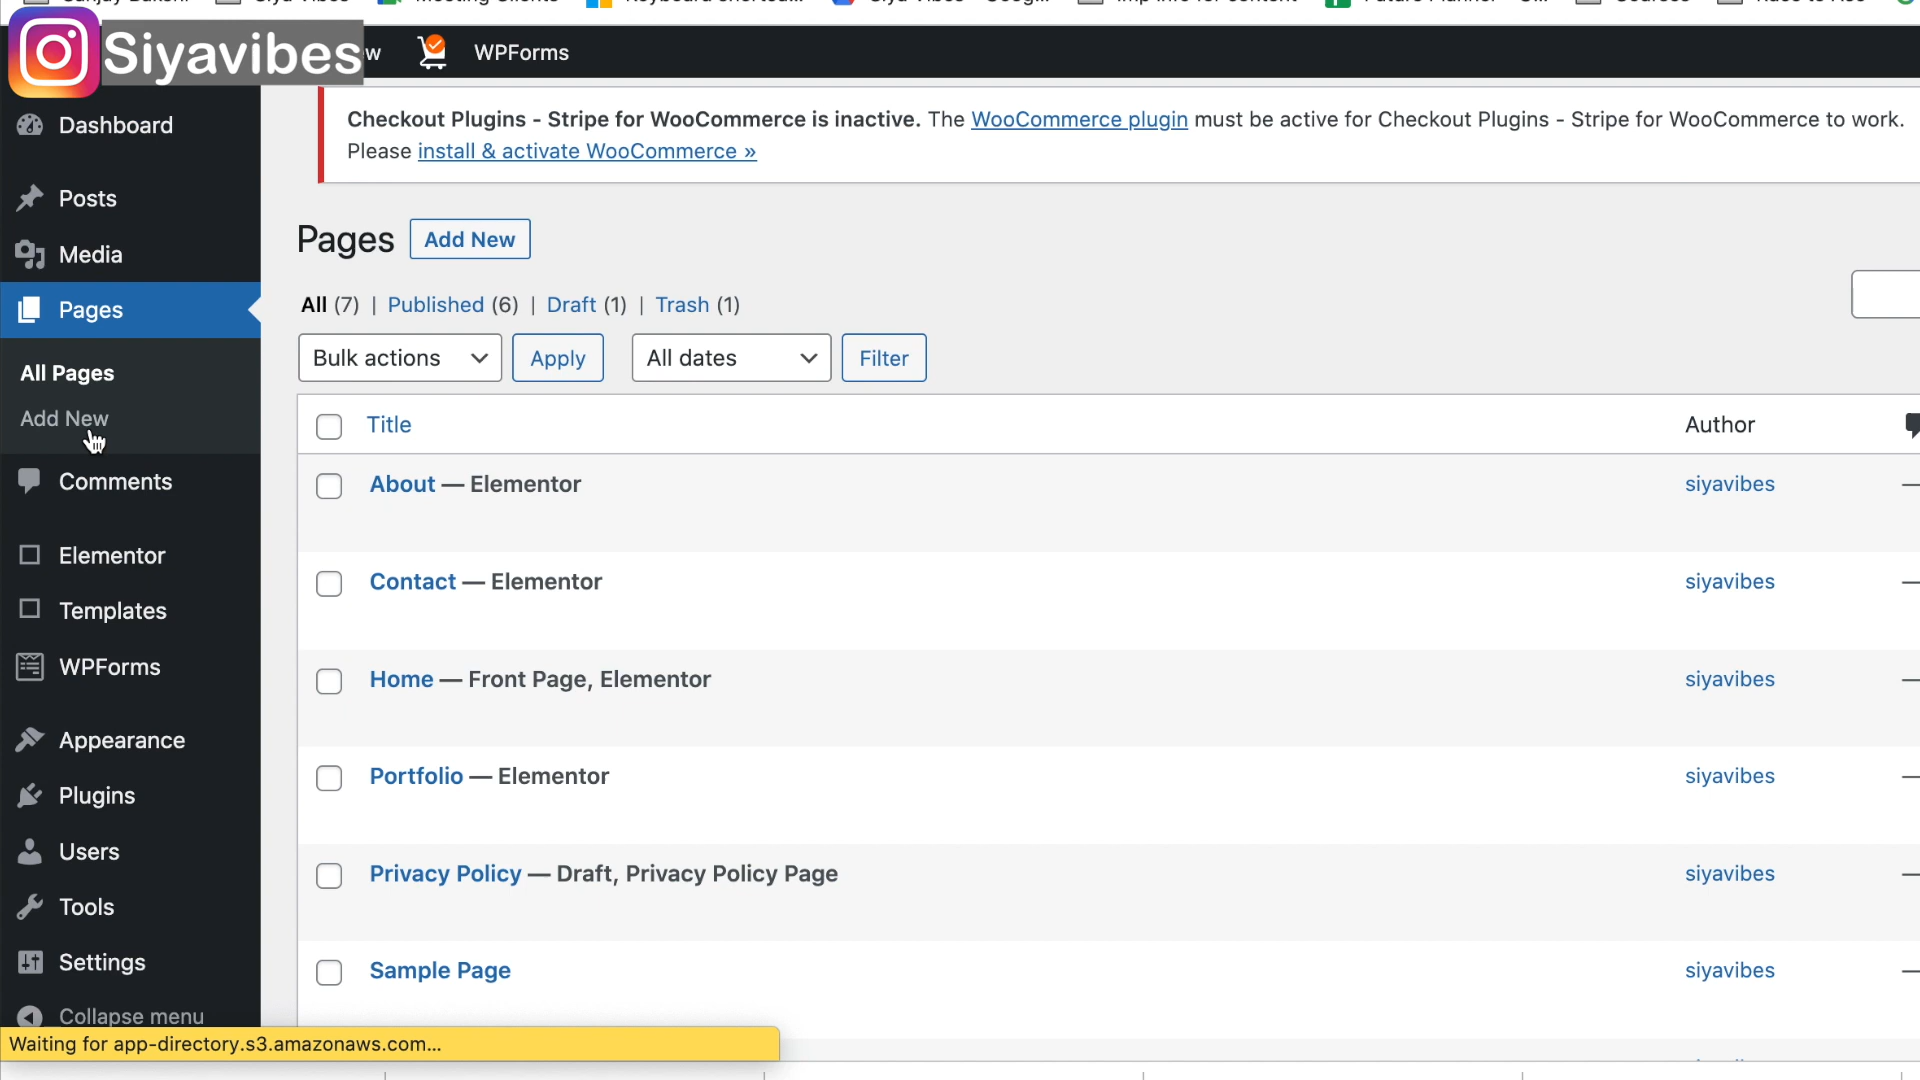 Siyavibes
WPForms
Dashboard
Checkout Plugins - Stripe for WooCommerce is inactive. The WooCommerce plugin must be active for Checkout Plugins - Stripe for WooCommerce to work.
Please install & activate WooCommerce »
Posts
Media
Pages
Pages Add New
All (7) | Published (6) | Draft (1) | Trash (1)
Bulk actions Apply All dates Filter
All Pages
Add New
Title Author
Comments
About — Elementor siyavibes —
Elementor
Contact — Elementor siyavibes —
Templates
WPForms
Home — Front Page, Elementor siyavibes —
Appearance
Portfolio — Elementor siyavibes —
Plugins
Users
Privacy Policy — Draft, Privacy Policy Page siyavibes —
Tools
Settings
Sample Page siyavibes —
Collapse menu
Waiting for app-directory.s3.amazonaws.com...